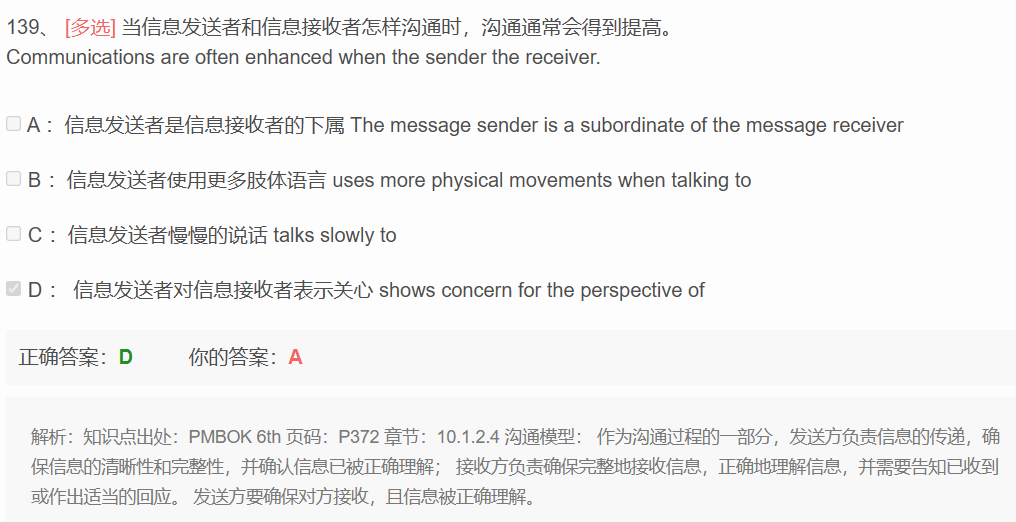 139、 [多选] 当信息发送者和信息接收者怎样沟通时，沟通通常会得到提高。
Communications are often enhanced when the sender the receiver.
A： 信息发送者是信息接收者的下属 The message sender is a subordinate of the message receiver
B： 信息发送者使用更多肢体语言 uses more physical movements when talking to
C： 信息发送者慢慢的说话 talks slowly to
D： 信息发送者对信息接收者表示关心 shows concern for the perspective of
正确答案：D 你的答案：A
解析：知识点出处：PMBOK 6th 页码：P372 章节：10.1.2.4 沟通模型： 作为沟通过程的一部分，发送方负责信息的传递，确
保信息的清晰性和完整性，并确认信息已被正确理解； 接收方负责确保完整地接收信息，正确地理解信息，并需要告知已收到
或作出适当的回应。 发送方要确保对方接收，且信息被正确理解。